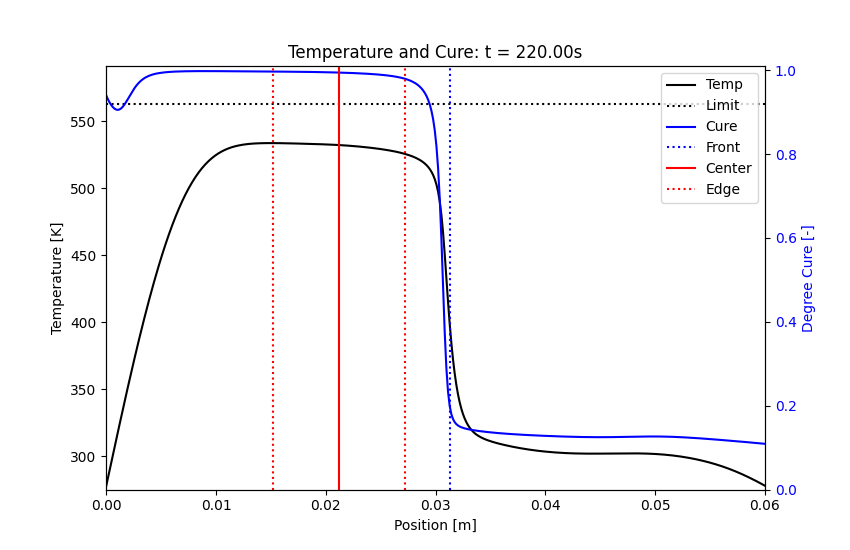 Temperature and Cure: t = 220.00s
Temp
Limit
Cure
Front
Center
Edge
550
500
450
400
350
300
Temperature [K]
1.0
0.8
0.6
0.4
0.2
0.0
Degree Cure [-]
0.00 0.01 0.02 0.03 0.04 0.05 0.06
Position [m]